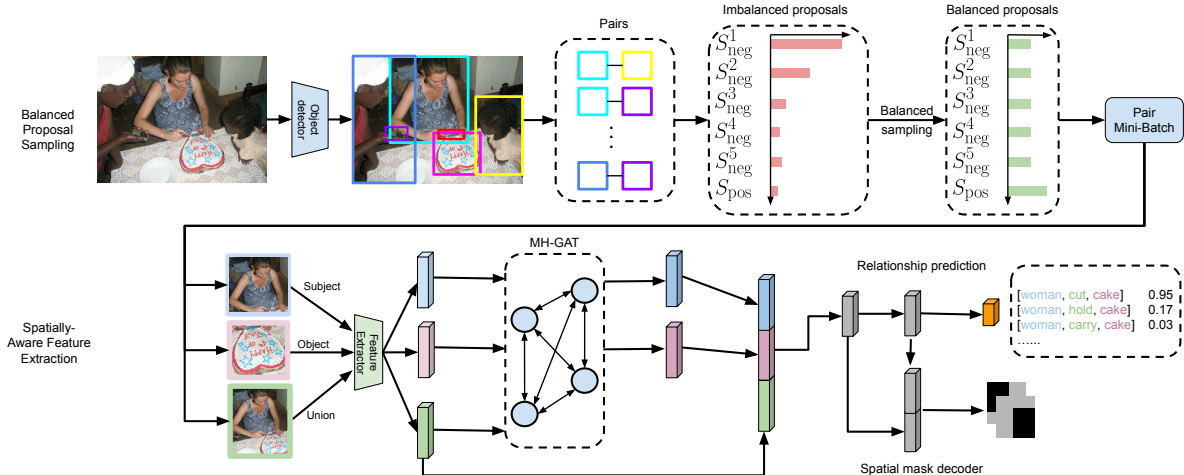 Pairs
Imbalanced proposals
Balanced proposals
Balanced
Proposal
Sampling
Object
detector
S^1_neg
S^2_neg
S^3_neg
S^4_neg
S^5_neg
S_pos
Balanced
sampling
S^1_neg
S^2_neg
S^3_neg
S^4_neg
S^5_neg
S_pos
Pair
Mini-Batch
MH-GAT
Spatially-
Aware Feature
Extraction
Subject
Object
Union
Feature
Extractor
Relationship prediction
[woman, cut, cake] 0.95
[woman, hold, cake] 0.17
[woman, carry, cake] 0.03
......
Spatial mask decoder